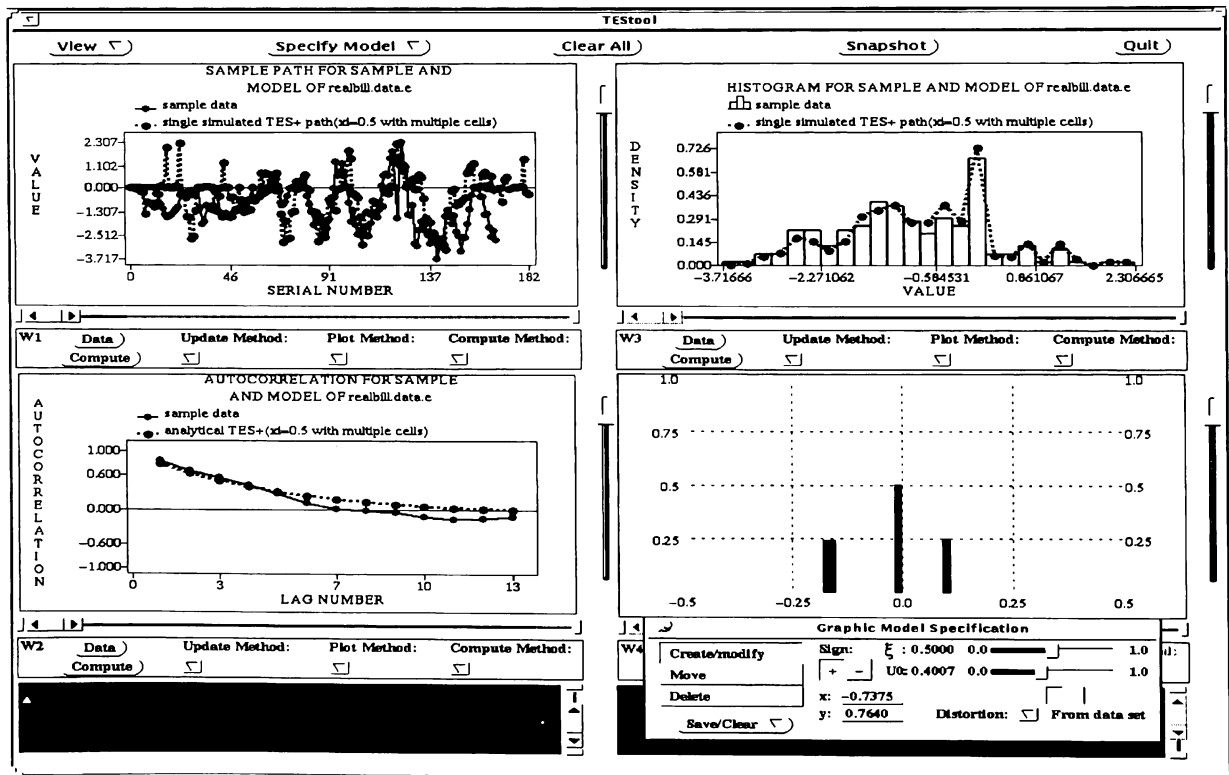 TEStool
View Specify Model Clear All Snapshot Quit
SAMPLE PATH FOR SAMPLE AND
MODEL OF realbill.data.e
sample data
single simulated TES+ path(xi=0.5 with multiple cells)
VALUE
2.307
1.102
0.000
-1.307
-2.512
-3.717
0 46 91 137 182
SERIAL NUMBER
W1 Data Update Method: Plot Method: Compute Method:
Compute
HISTOGRAM FOR SAMPLE AND MODEL OF realbill.data.e
sample data
single simulated TES+ path(xi=0.5 with multiple cells)
DENSITY
0.726
0.581
0.436
0.291
0.145
0.000
-3.71666 -2.271062 -0.584531 0.861067 2.306665
VALUE
W3 Data Update Method: Plot Method: Compute Method:
Compute
AUTOCORRELATION FOR SAMPLE
AND MODEL OF realbill.data.e
sample data
analytical TES+(xi=0.5 with multiple cells)
AUTOCORRELATION
1.000
0.600
0.000
-0.600
-1.000
0 3 7 10 13
LAG NUMBER
W2 Data Update Method: Plot Method: Compute Method:
Compute
1.0 1.0
0.75 0.75
0.5 0.5
0.25 0.25
-0.5 -0.25 0.0 0.25 0.5
W4
Graphic Model Specification
Create/modify
Move
Delete
Save/Clear
Sign: ξ : 0.5000 0.0 1.0
+ - U0: 0.4007 0.0 1.0
x: -0.7375
y: 0.7640 Distortion: From data set